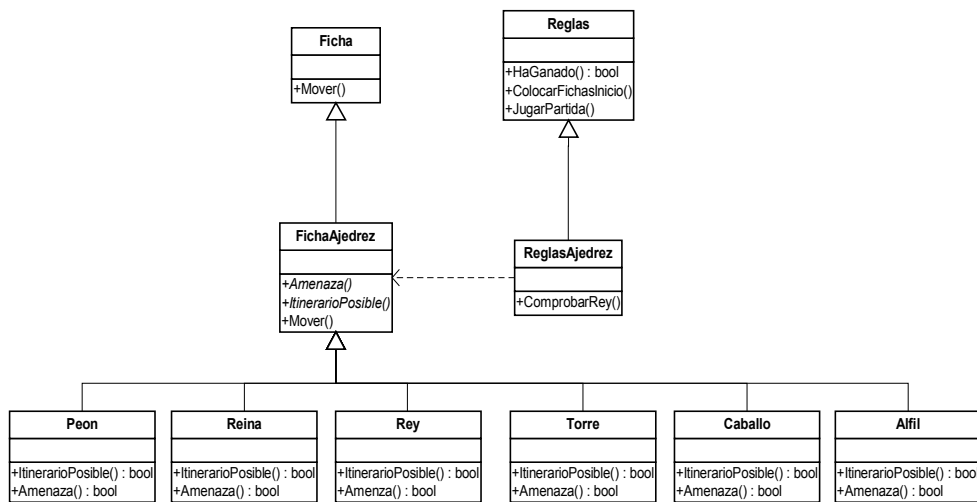 Ficha
+Mover()
Reglas
+HaGanado() : bool
+ColocarFichasInicio()
+JugarPartida()
FichaAjedrez
+Amenaza()
+ItinerarioPosible()
+Mover()
ReglasAjedrez
+ComprobarRey()
Peon
+ItinerarioPosible() : bool
+Amenaza() : bool
Reina
+ItinerarioPosible() : bool
+Amenaza() : bool
Rey
+ItinerarioPosible() : bool
+Amenza() : bool
Torre
+ItinerarioPosible() : bool
+Amenaza() : bool
Caballo
+ItinerarioPosible() : bool
+Amenaza() : bool
Alfil
+ItinerarioPosible() : bool
+Amenaza() : bool